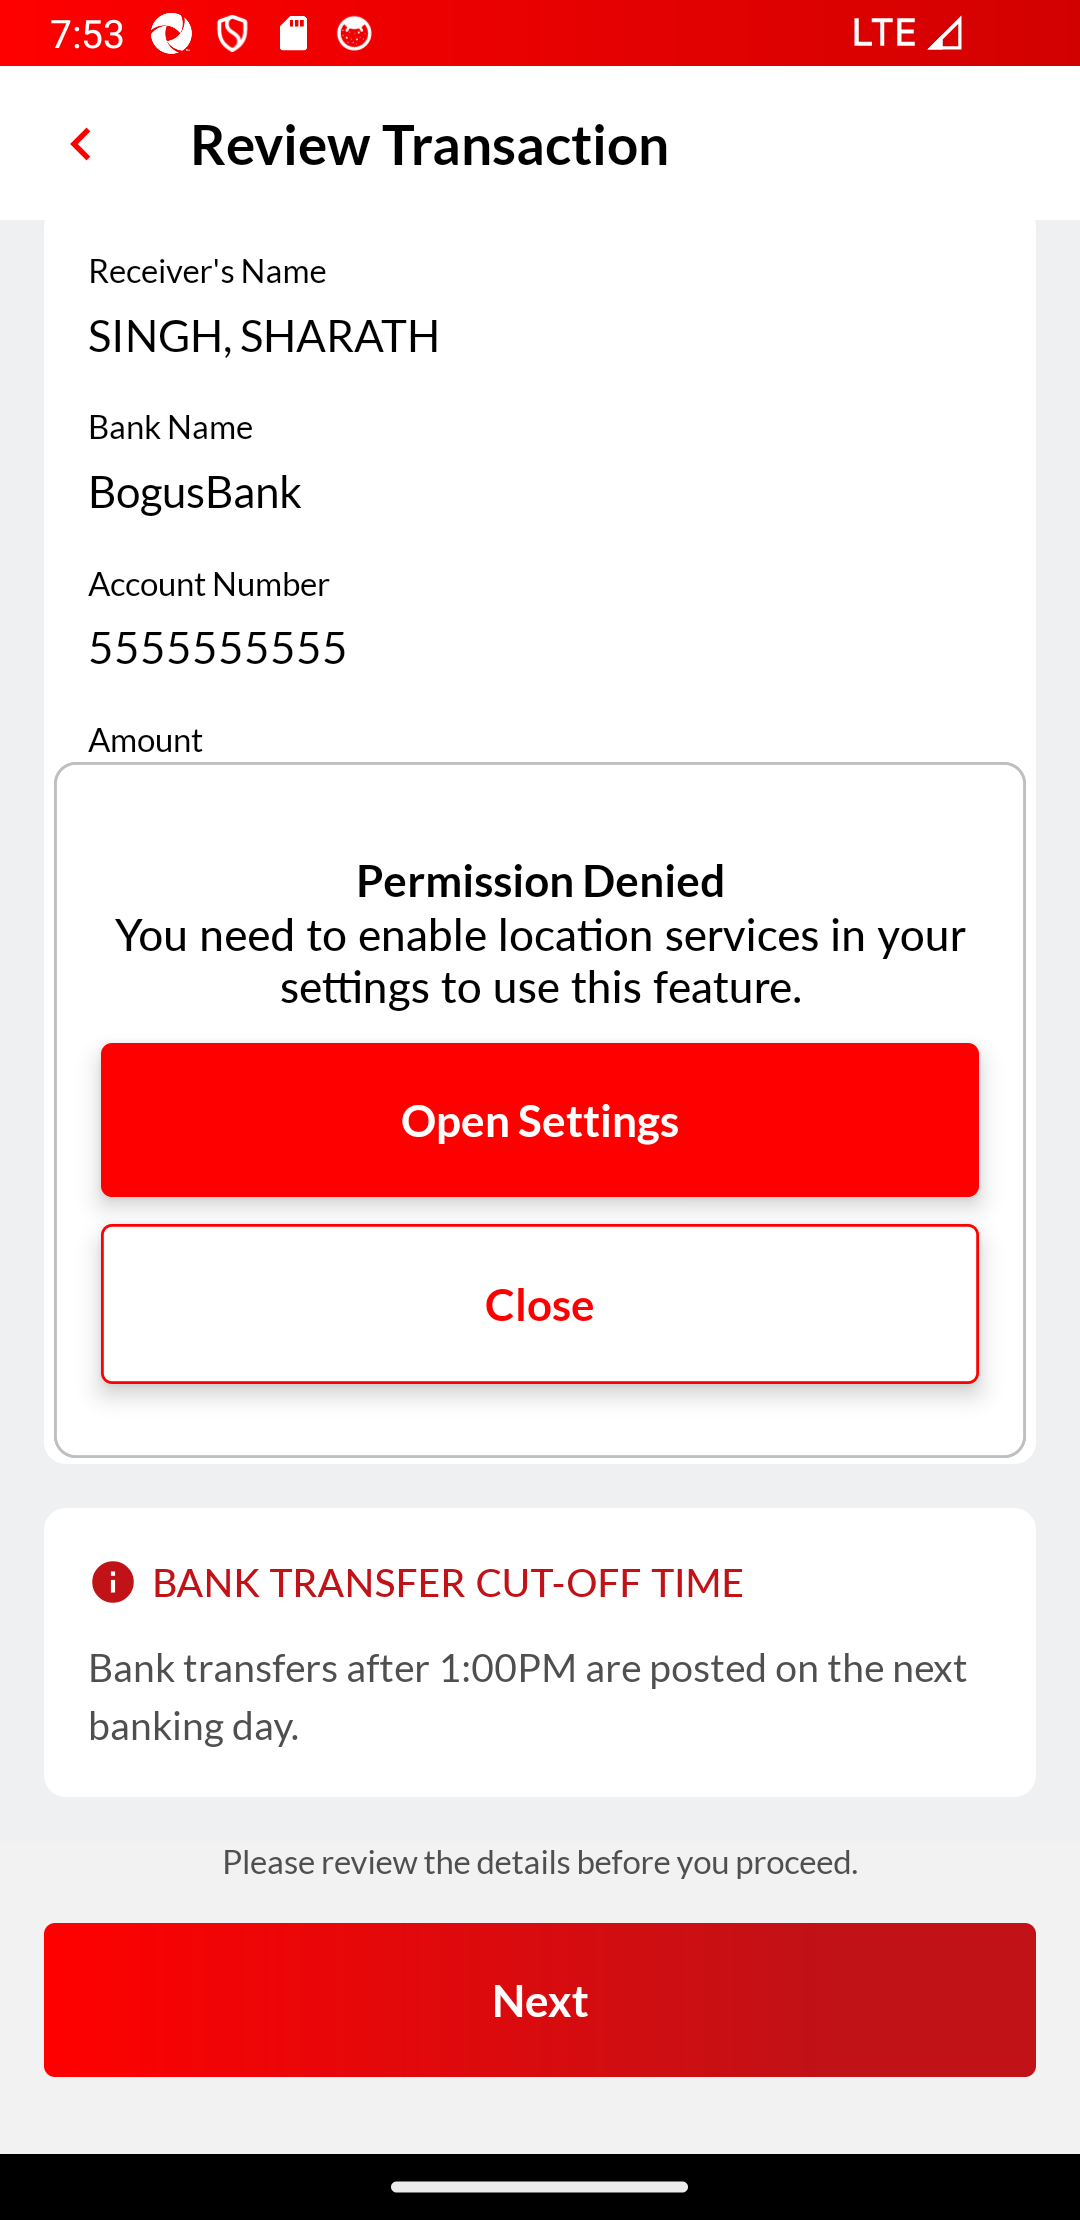 7:53
LTE
Review Transaction
Receiver's Name
SINGH, SHARATH
Bank Name
BogusBank
Account Number
5555555555
Amount
Permission Denied
You need to enable location services in your
settings to use this feature.
Open Settings
Close
BANK TRANSFER CUT-OFF TIME
Bank transfers after 1:00PM are posted on the next
banking day.
Please review the details before you proceed.
Next